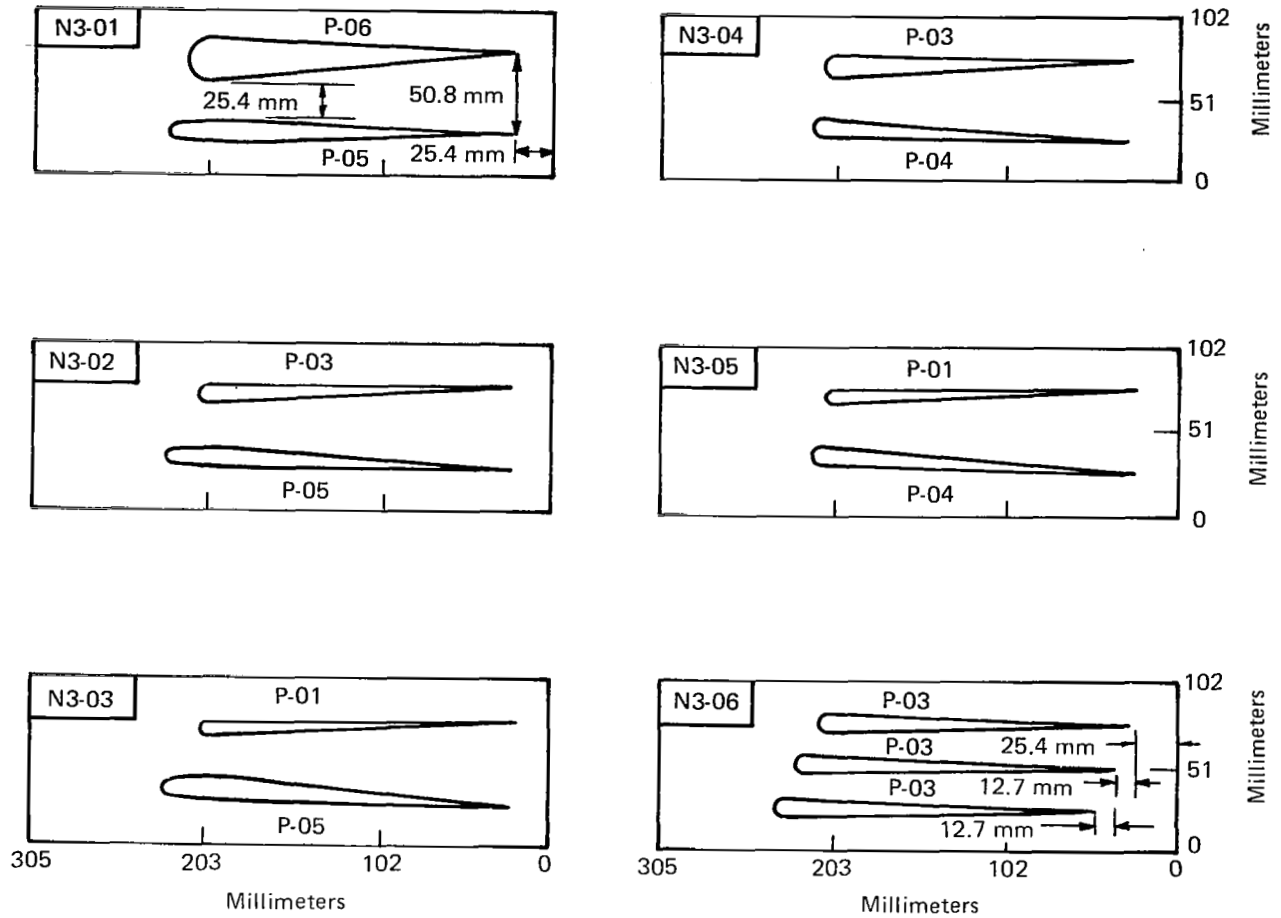 N3-01
P-06
25.4 mm
50.8 mm
P-05
25.4 mm
N3-04
P-03
P-04
102
51
0
Millimeters
N3-02
P-03
P-05
N3-05
P-01
P-04
102
51
0
Millimeters
N3-03
P-01
P-05
305
203
102
0
Millimeters
N3-06
P-03
25.4 mm
P-03
12.7 mm
P-03
12.7 mm
102
51
0
Millimeters
305
203
102
0
Millimeters